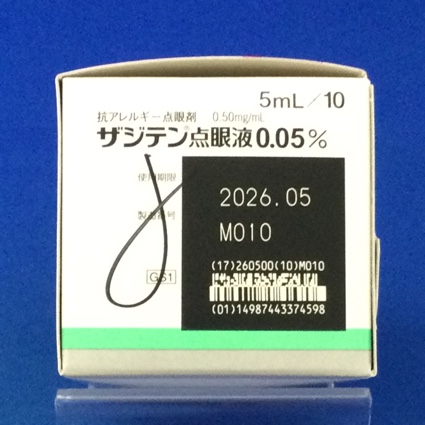 5mL/10
抗アレルギー点眼剤 0.50mg/mL
ザジテン®点眼液0.05%
使用期限
2026.05
製造番号
M010
(17)260500(10)M010
GS1
(01)14987443374598